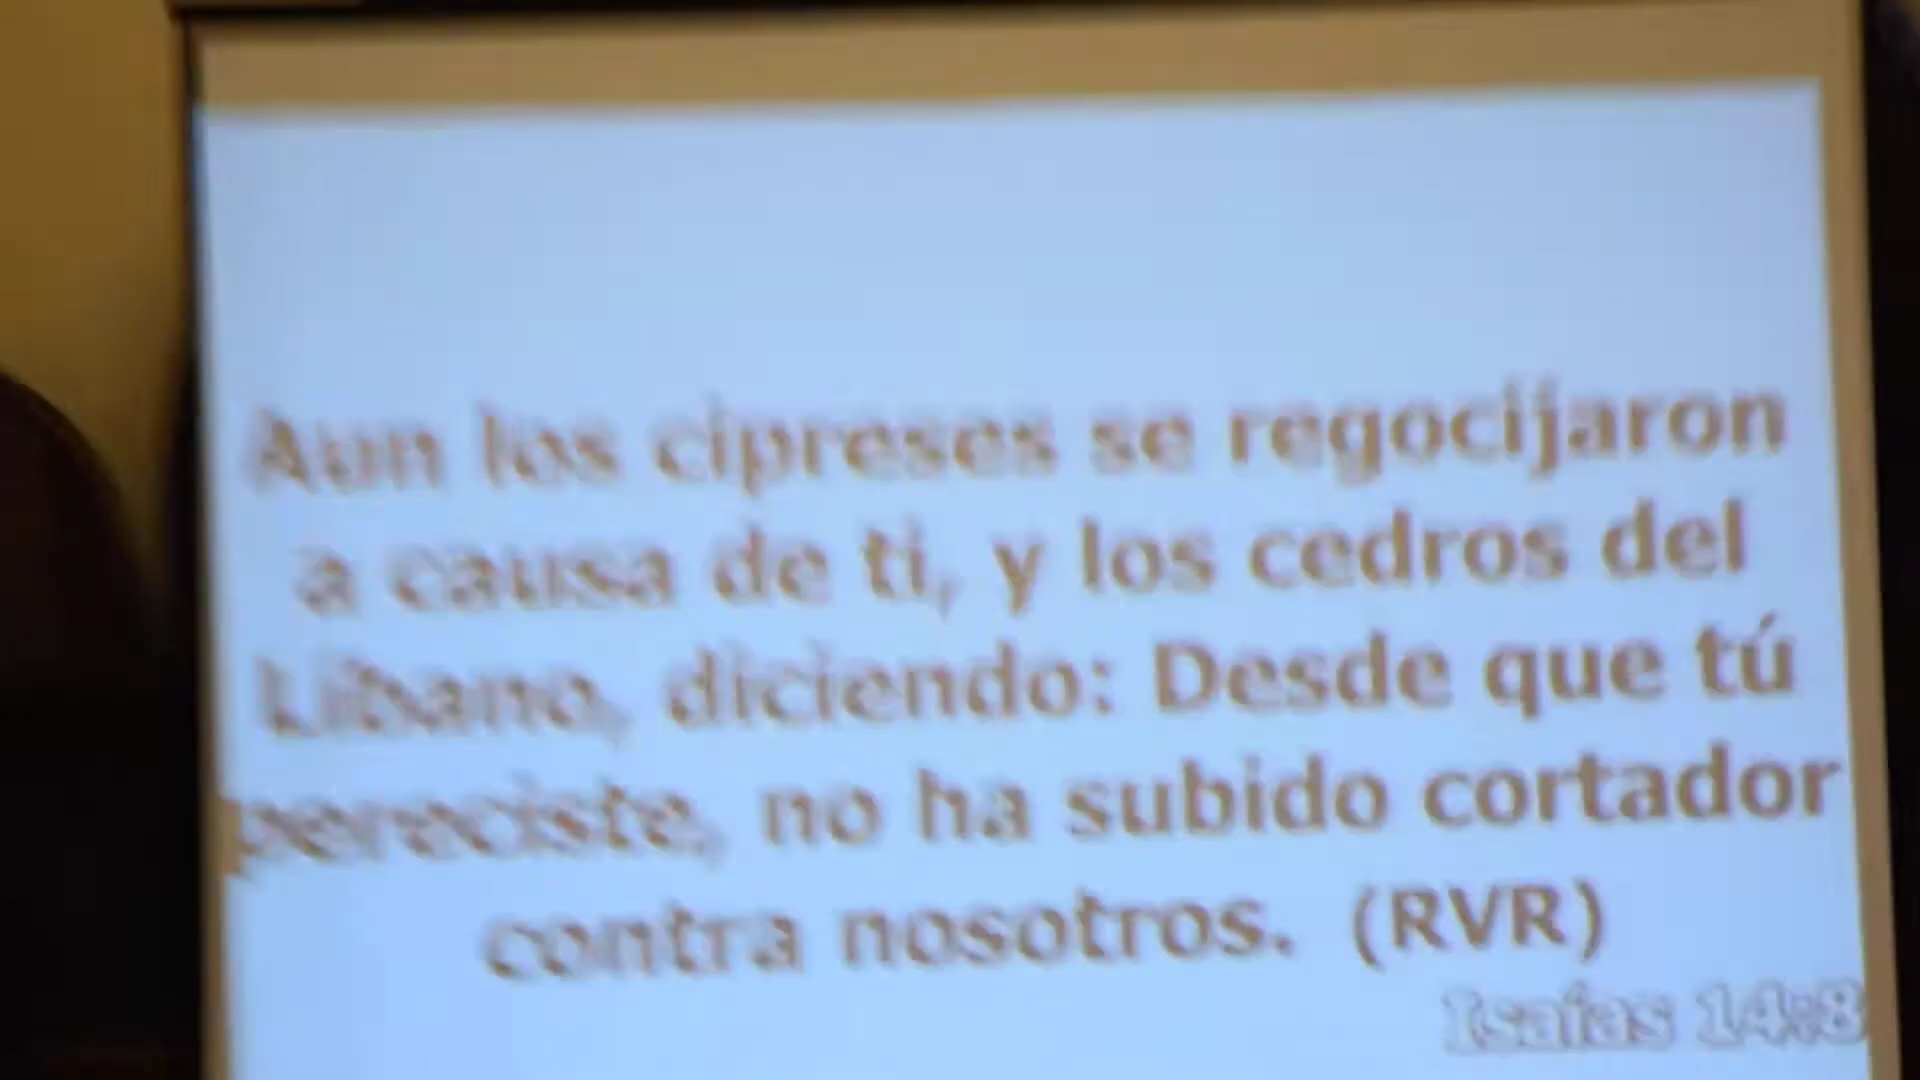 Aun los cipreses se regocijaron
a causa de ti, y los cedros del
Líbano, diciendo: Desde que tú
pereciste, no ha subido cortador
contra nosotros. (RVR)
Isaías 14:8